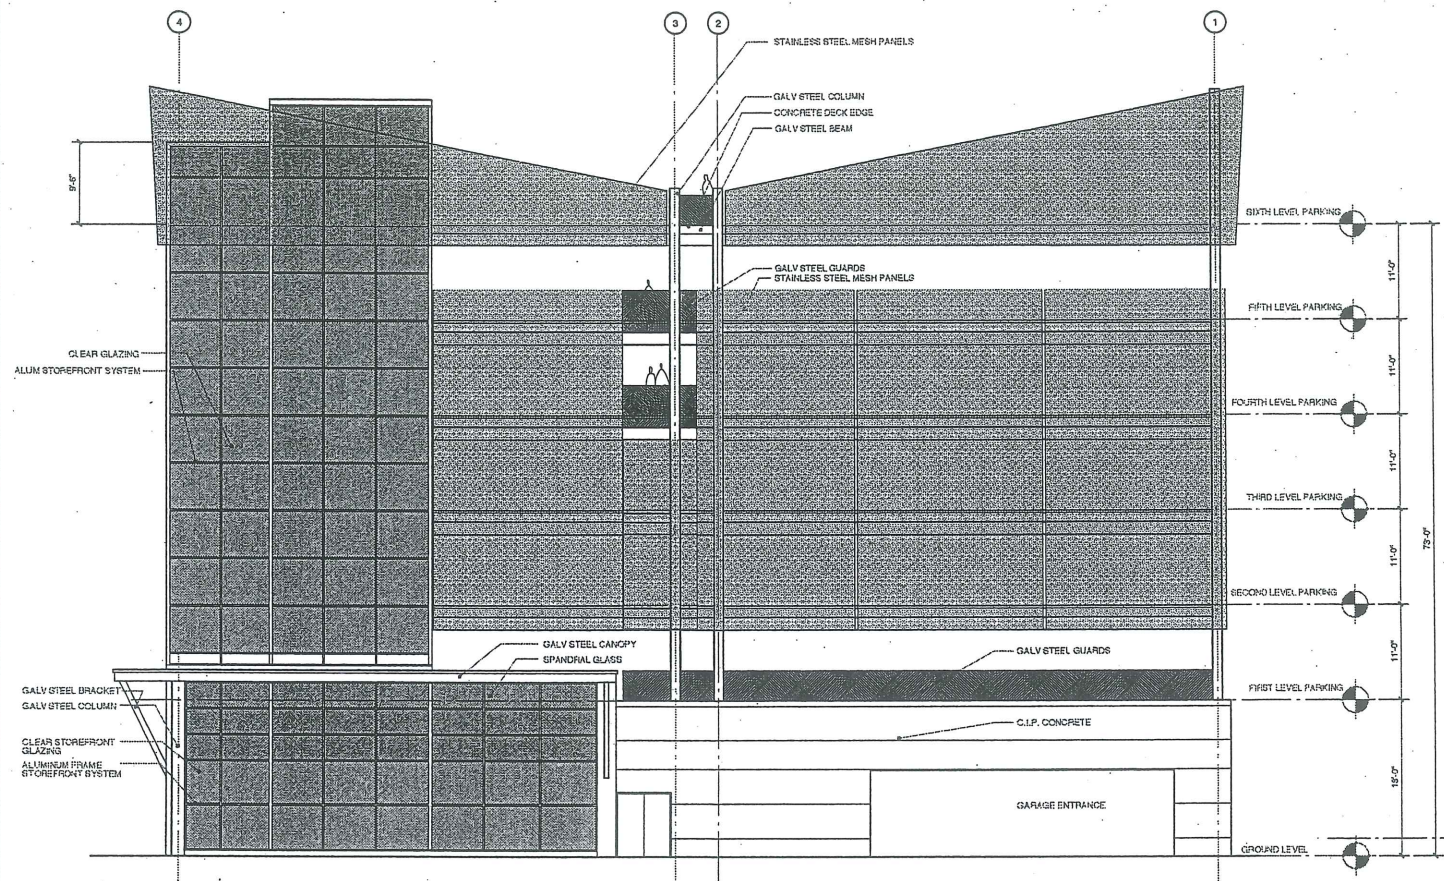 4
3
2
1
STAINLESS STEEL MESH PANELS
GALV STEEL COLUMN
CONCRETE DECK EDGE
GALV STEEL BEAM
9'-6"
SIXTH LEVEL PARKING
11'-0"
GALV STEEL GUARDS
STAINLESS STEEL MESH PANELS
FIFTH LEVEL PARKING
11'-0"
CLEAR GLAZING
ALUM STOREFRONT SYSTEM
FOURTH LEVEL PARKING
11'-0"
THIRD LEVEL PARKING
73'-0"
11'-0"
SECOND LEVEL PARKING
11'-0"
GALV STEEL CANOPY
SPANDRAL GLASS
GALV STEEL GUARDS
GALV STEEL BRACKET
GALV STEEL COLUMN
FIRST LEVEL PARKING
C.I.P. CONCRETE
CLEAR STOREFRONT
GLAZING
ALUMINUM FRAME
STOREFRONT SYSTEM
18'-0"
GARAGE ENTRANCE
GROUND LEVEL